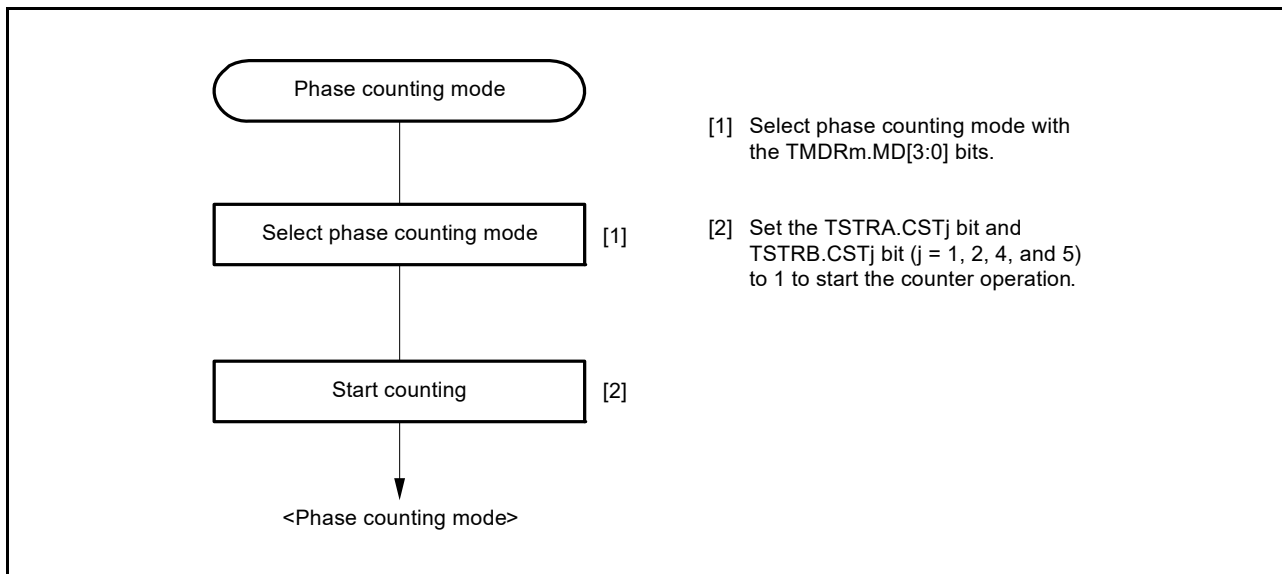 Phase counting mode
Select phase counting mode
[1]
Start counting
[2]
<Phase counting mode>
[1] Select phase counting mode with
the TMDRm.MD[3:0] bits.
[2] Set the TSTRA.CSTj bit and
TSTRB.CSTj bit (j = 1, 2, 4, and 5)
to 1 to start the counter operation.